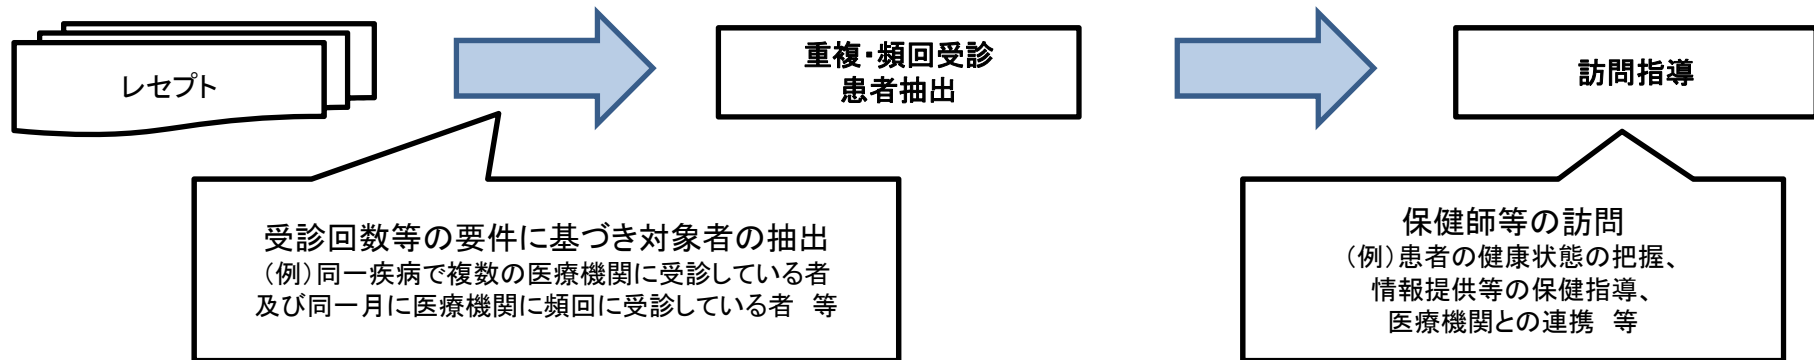 レセプト
重複・頻回受診
患者抽出
訪問指導
受診回数等の要件に基づき対象者の抽出
（例）同一疾病で複数の医療機関に受診している者
及び同一月に医療機関に頻回に受診している者　等
保健師等の訪問
（例）患者の健康状態の把握、
情報提供等の保健指導、
医療機関との連携　等